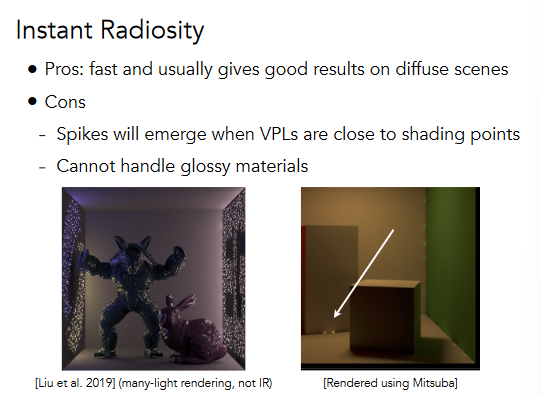 Instant Radiosity
• Pros: fast and usually gives good results on diffuse scenes
• Cons
- Spikes will emerge when VPLs are close to shading points
- Cannot handle glossy materials
[Liu et al. 2019] (many-light rendering, not IR)
[Rendered using Mitsuba]